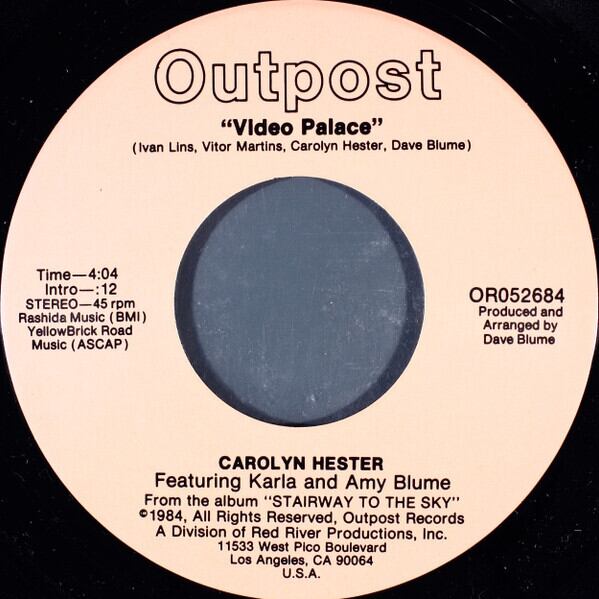 Outpost
"Video Palace"
(Ivan Lins, Vitor Martins, Carolyn Hester, Dave Blume)
Time—4:04
Intro—:12
STEREO—45 rpm
Rashida Music (BMI)
YellowBrick Road
Music (ASCAP)
OR052684
Produced and
Arranged by
Dave Blume
CAROLYN HESTER
Featuring Karla and Amy Blume
From the album "STAIRWAY TO THE SKY"
©1984, All Rights Reserved, Outpost Records
A Division of Red River Productions, Inc.
11533 West Pico Boulevard
Los Angeles, CA 90064
U.S.A.